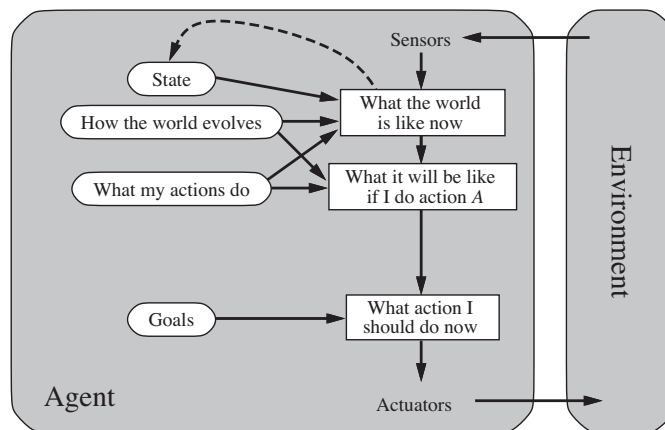 Sensors
State
What the world
is like now
How the world evolves
What my actions do
What it will be like
if I do action A
Environment
Goals
What action I
should do now
Agent
Actuators